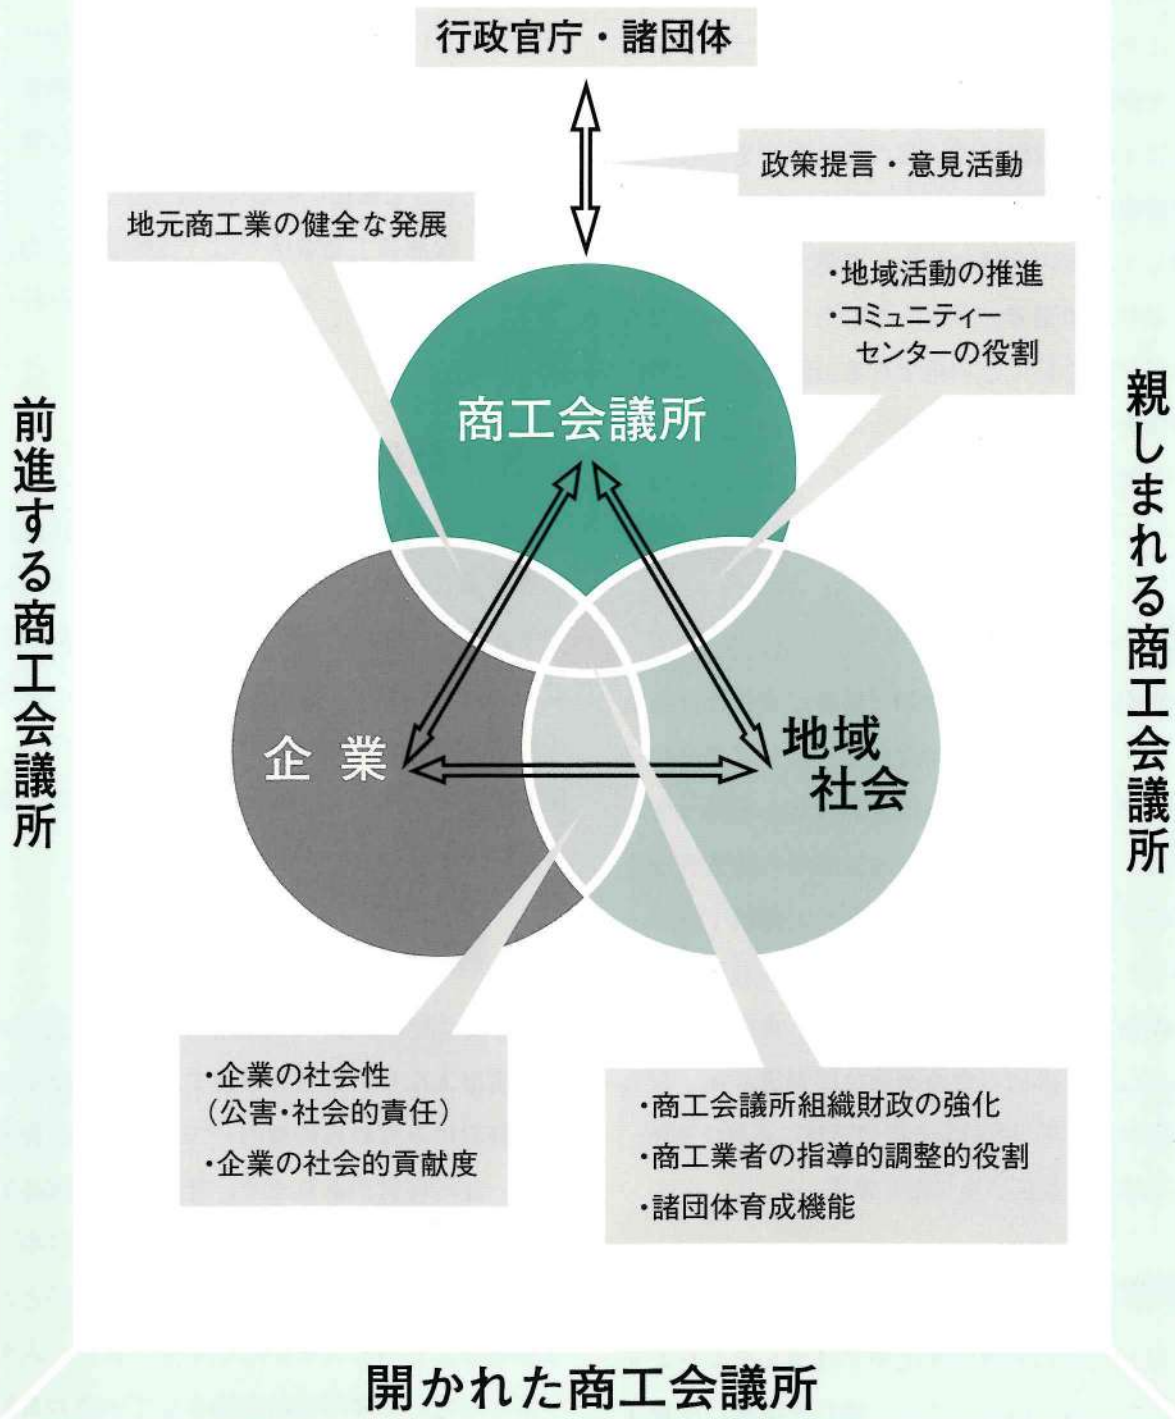 行政官庁・諸団体
政策提言・意見活動
地元商工業の健全な発展
・地域活動の推進
・コミュニティー
センターの役割
商工会議所
企業
地域
社会
・企業の社会性
(公害・社会的責任)
・企業の社会的貢献度
・商工会議所組織財政の強化
・商工業者の指導的調整的役割
・諸団体育成機能
前進する商工会議所
親しまれる商工会議所
開かれた商工会議所